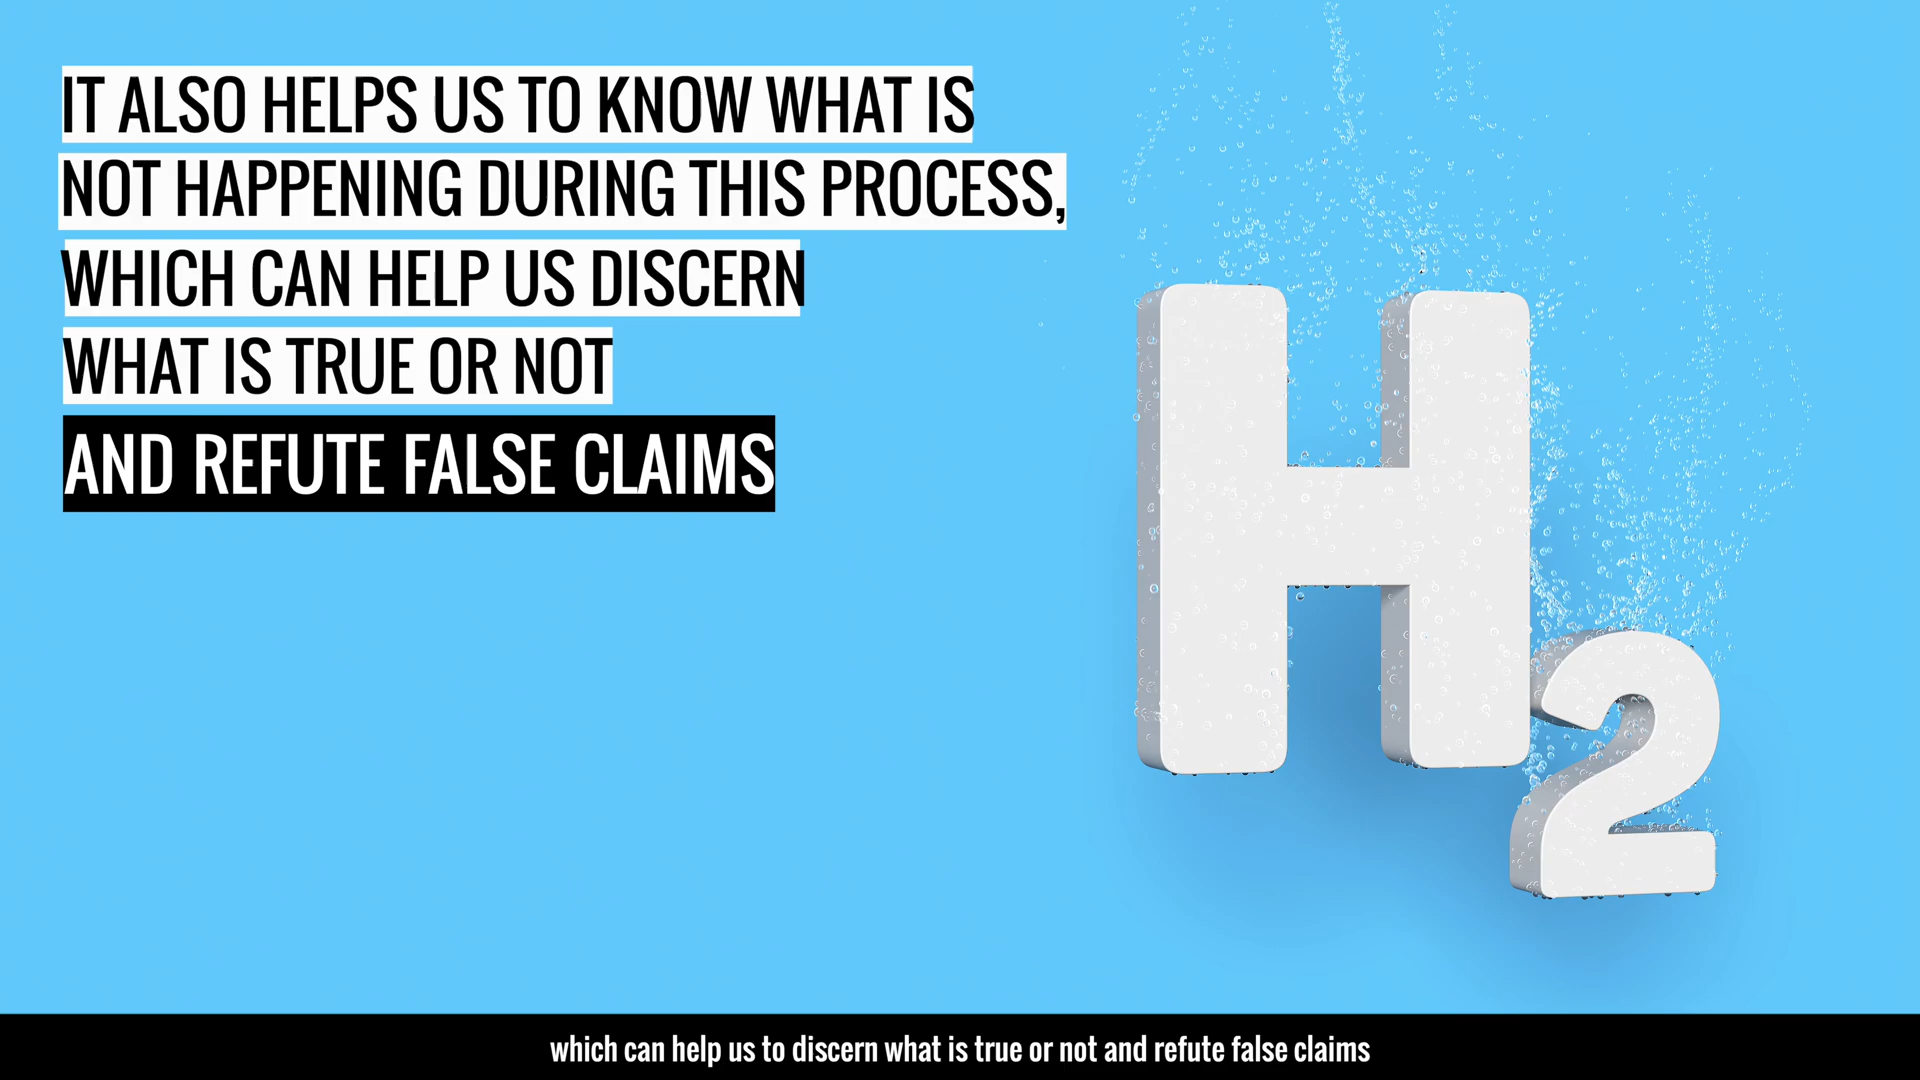 IT ALSO HELPS US TO KNOW WHAT IS
NOT HAPPENING DURING THIS PROCESS,
WHICH CAN HELP US DISCERN
WHAT IS TRUE OR NOT
AND REFUTE FALSE CLAIMS
H2
which can help us to discern what is true or not and refute false claims